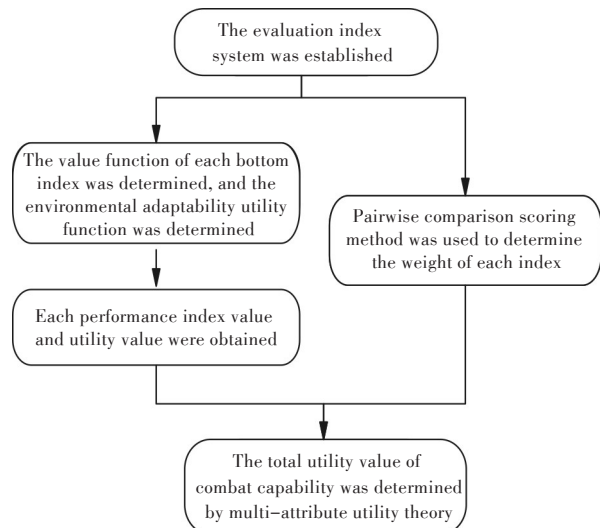 The evaluation index
system was established
The value function of each bottom
index was determined, and the
environmental adaptability utility
function was determined
Pairwise comparison scoring
method was used to determine
the weight of each index
Each performance index value
and utility value were obtained
The total utility value of
combat capability was determined
by multi-attribute utility theory